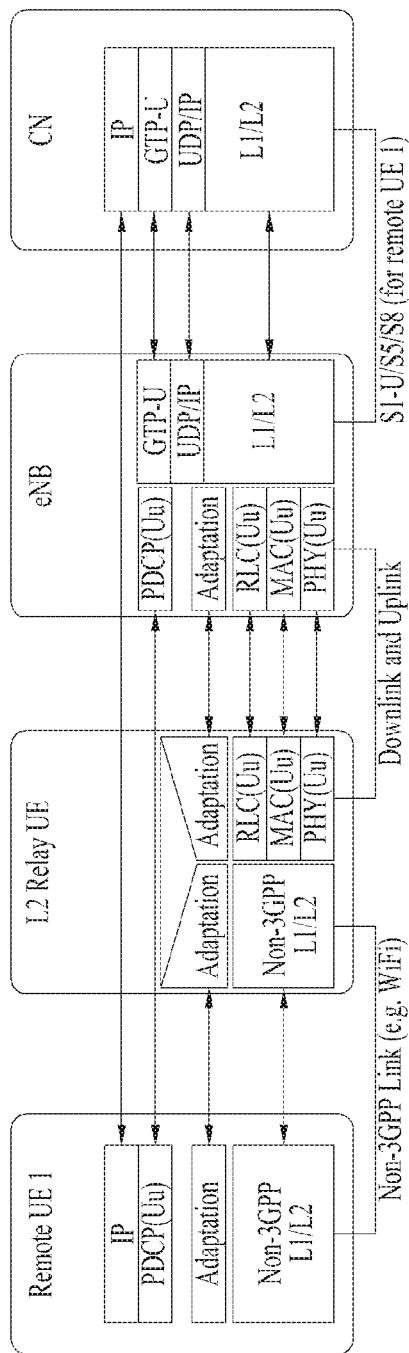 Remote UE 1
IP
PDCP(Uu)
Adaptation
Non-3GPP
L1/L2
Non-3GPP Link (e.g. WiFi)
L2 Relay UE
Adaptation
Non-3GPP
L1/L2
Adaptation
RLC(Uu)
MAC(Uu)
PHY(Uu)
Downlink and Uplink
eNB
PDCP(Uu)
Adaptation
RLC(Uu)
MAC(Uu)
PHY(Uu)
GTP-U
UDP/IP
L1/L2
S1-U/S5/S8 (for remote UE 1)
CN
IP
GTP-U
UDP/IP
L1/L2